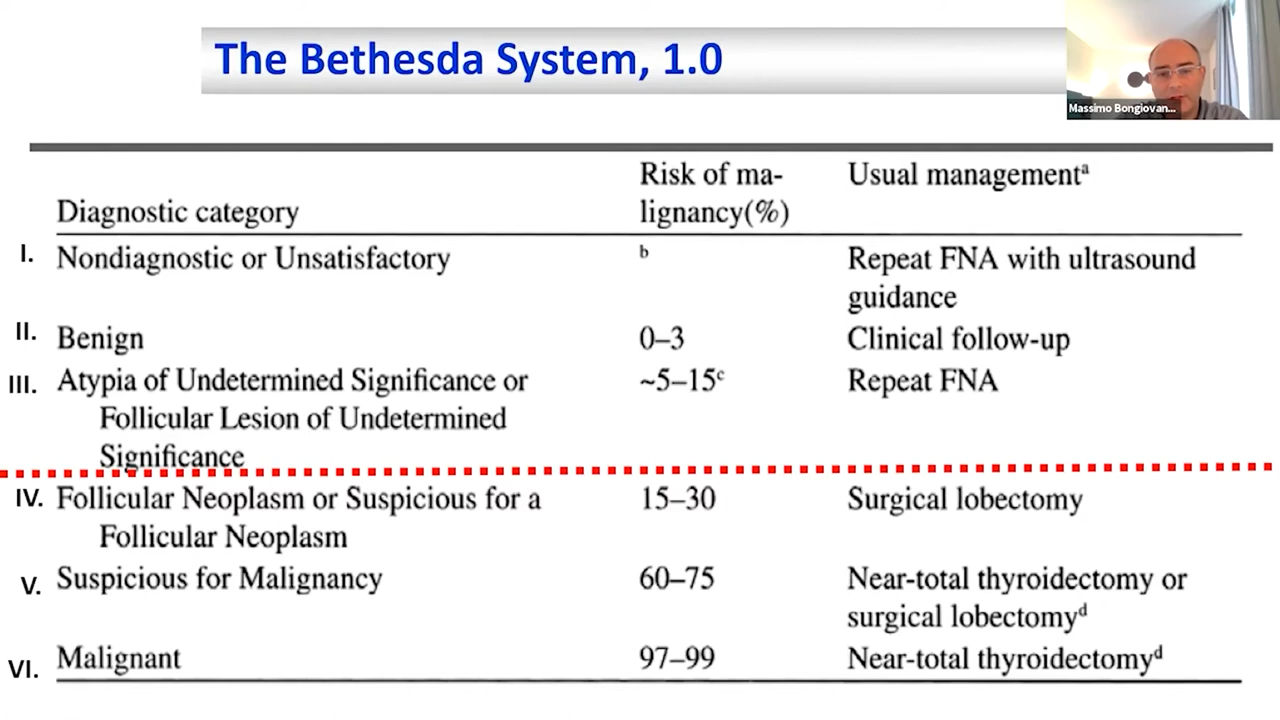 The Bethesda System, 1.0
Massimo Bongiovan...
Risk of ma-
lignancy(%)
Usual managementᵃ
Diagnostic category
I. Nondiagnostic or Unsatisfactory ᵇ Repeat FNA with ultrasound
guidance
II. Benign 0–3 Clinical follow-up
III. Atypia of Undetermined Significance or ~5–15ᶜ Repeat FNA
Follicular Lesion of Undetermined
Significance
IV. Follicular Neoplasm or Suspicious for a 15–30 Surgical lobectomy
Follicular Neoplasm
V. Suspicious for Malignancy 60–75 Near-total thyroidectomy or
surgical lobectomyᵈ
VI. Malignant 97–99 Near-total thyroidectomyᵈ